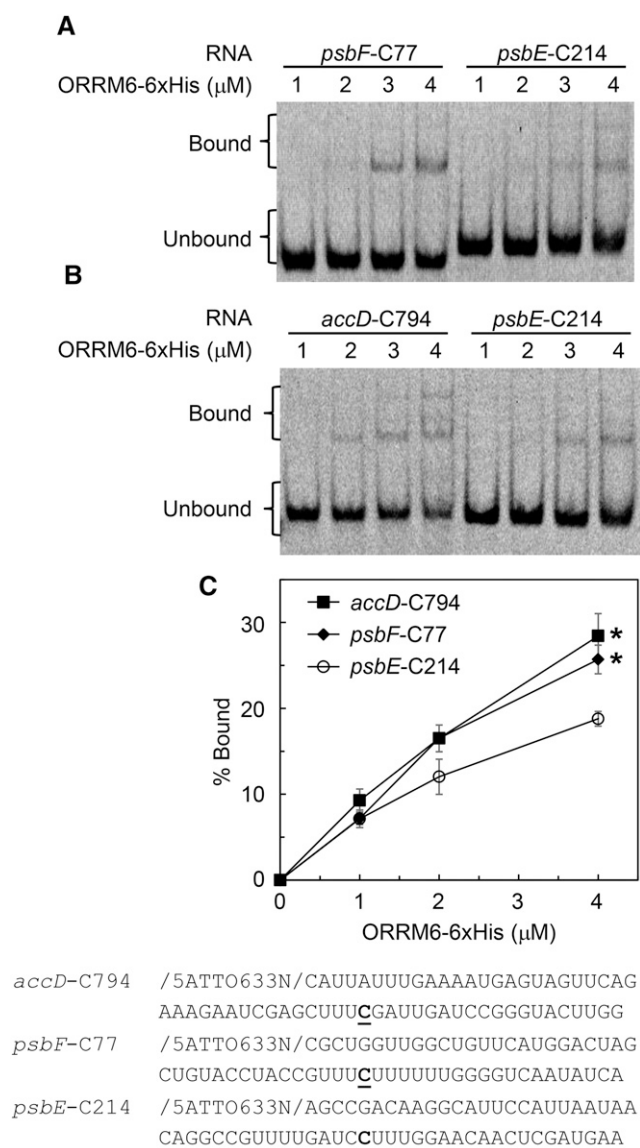 A
RNA psbF-C77 psbE-C214
ORRM6-6xHis (μM) 1 2 3 4 1 2 3 4
Bound
Unbound
B
RNA accD-C794 psbE-C214
ORRM6-6xHis (μM) 1 2 3 4 1 2 3 4
Bound
Unbound
C
accD-C794
psbF-C77
psbE-C214
* 
*
% Bound
30
20
10
0
0 1 2 3 4
ORRM6-6xHis (μM)
accD-C794 /5ATTO633N/CAUUAUUUGAAAAUGAGUAGUUCAG
AAAGAAUCGAGCUUUCGAUUGAUCCGGGUACUUGG
psbF-C77 /5ATTO633N/CGCUGGUUGGCUGUUCAUGGACUAG
CUGUACCUACCGUUUCUUUUUUGGGGUCAAUAUCA
psbE-C214 /5ATTO633N/AGCCGACAAGGCAUUCCAUUAAUAA
CAGGCCGUUUUGAUCCUUUGGAACAACUCGAUGAA